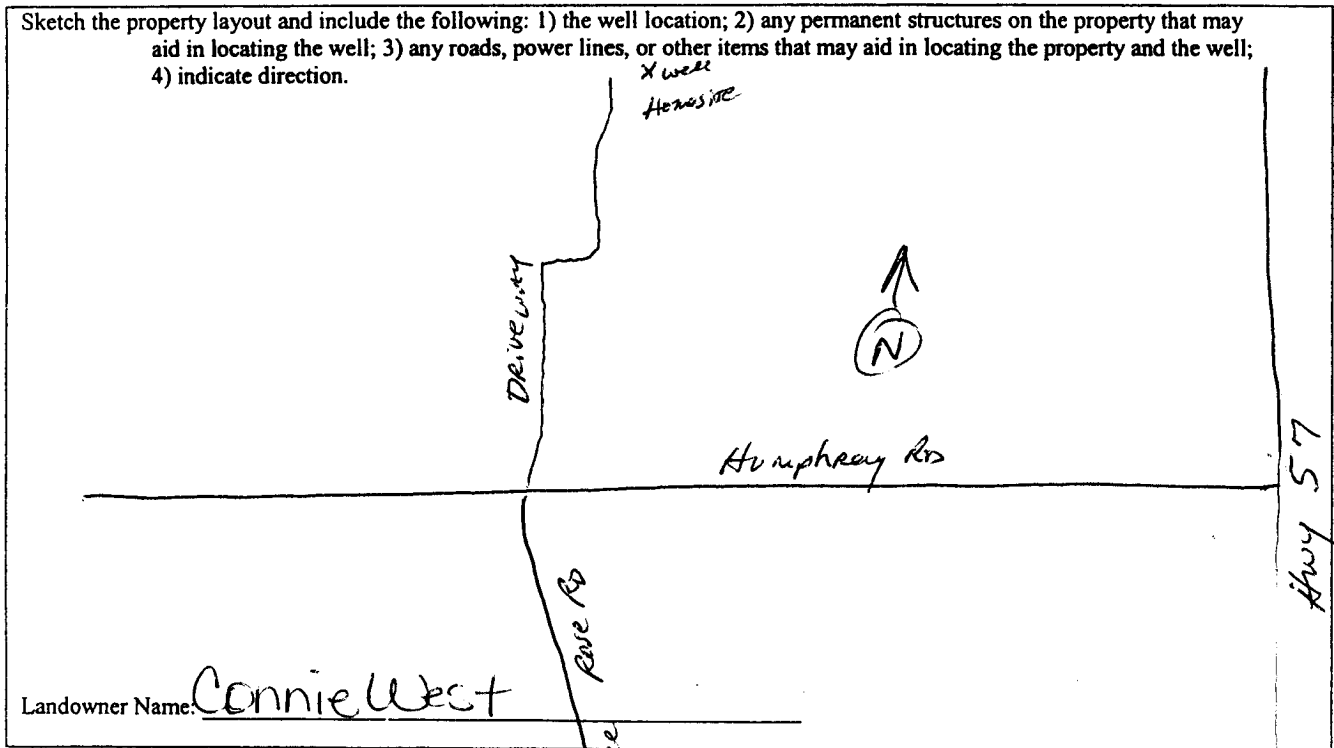 Sketch the property layout and include the following: 1) the well location; 2) any permanent structures on the property that may
aid in locating the well; 3) any roads, power lines, or other items that may aid in locating the property and the well;
4) indicate direction.
X well
Homesite
Driveway
N
Humphrey Rd
Hwy 57
Rd
Landowner Name: Connie West